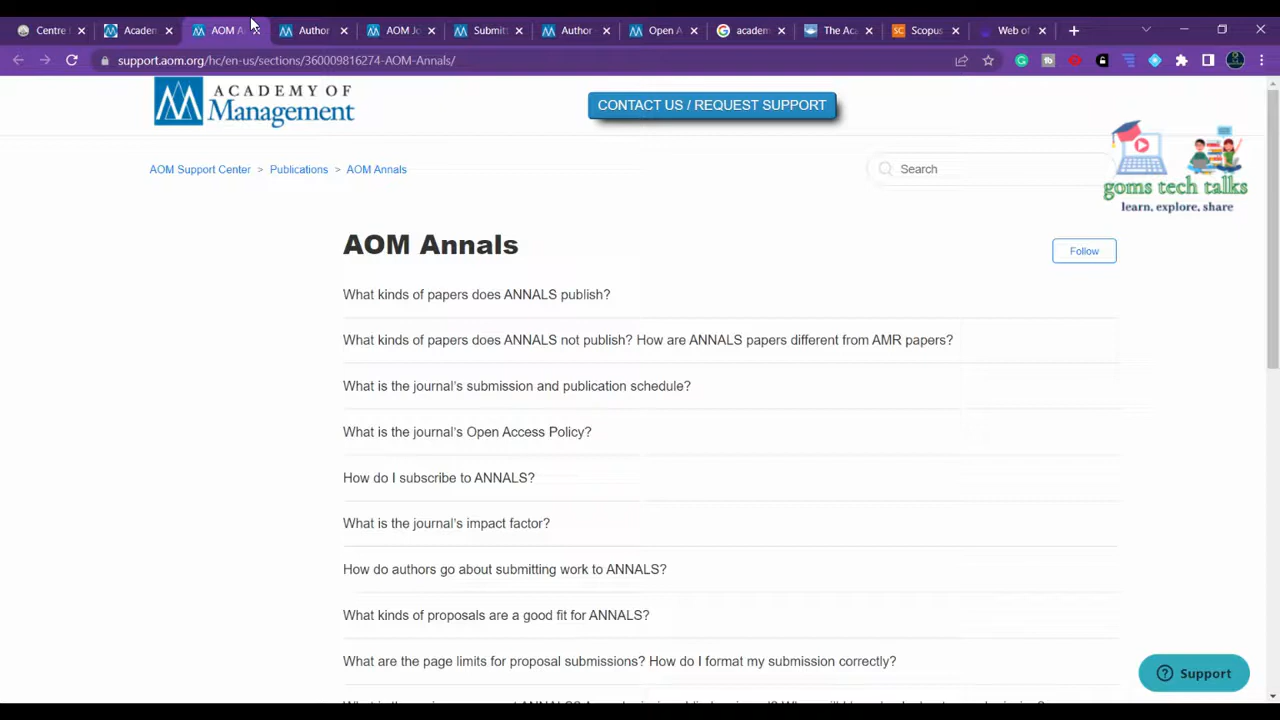 Centre
Academ
AOM A
Author
AOM Jo
Submit
Author
Open A
academ
The Aca
Scopus
Web of
support.aom.org/hc/en-us/sections/360009816274-AOM-Annals/
ACADEMY OF
Management
CONTACT US / REQUEST SUPPORT
AOM Support Center > Publications > AOM Annals
Search
goms tech talks
learn, explore, share
AOM Annals
Follow
What kinds of papers does ANNALS publish?
What kinds of papers does ANNALS not publish? How are ANNALS papers different from AMR papers?
What is the journal's submission and publication schedule?
What is the journal's Open Access Policy?
How do I subscribe to ANNALS?
What is the journal's impact factor?
How do authors go about submitting work to ANNALS?
What kinds of proposals are a good fit for ANNALS?
What are the page limits for proposal submissions? How do I format my submission correctly?
Support